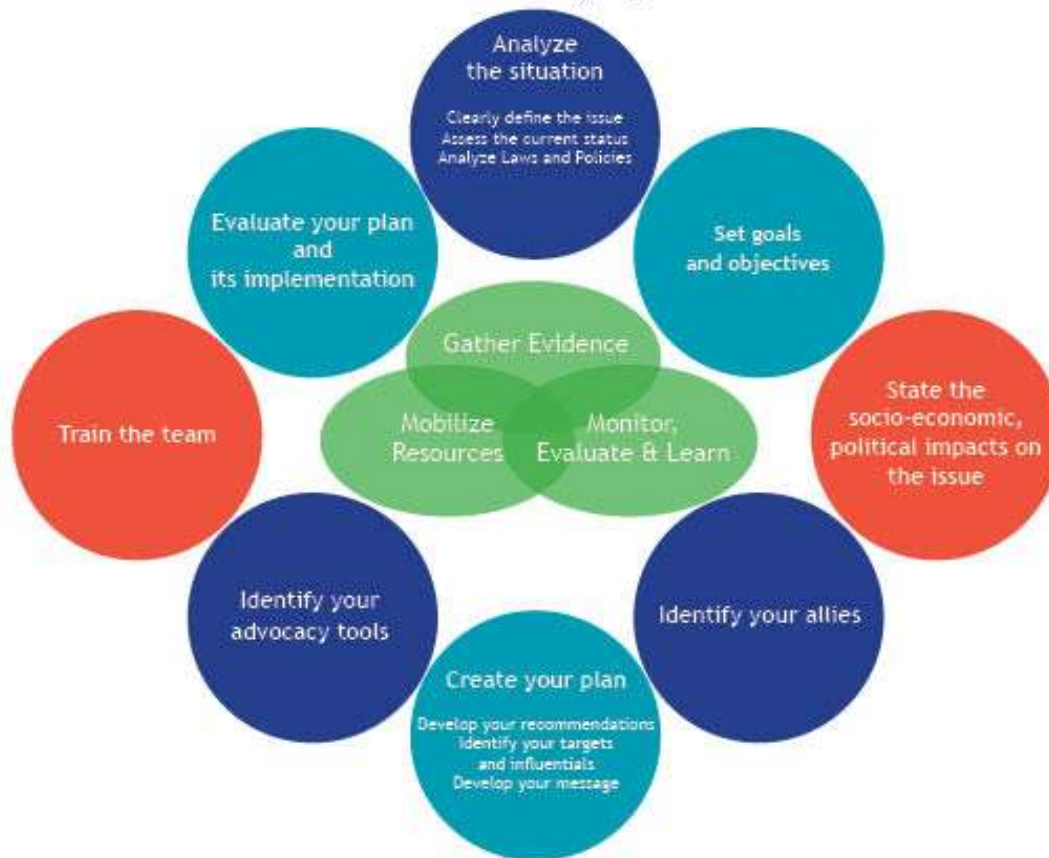 Analyze
the situation
Clearly define the issue
Assess the current status
Analyze Laws and Policies
Set goals
and objectives
State the
socio-economic,
political impacts on
the issue
Identify your allies
Create your plan
Develop your recommendations
Identify your targets
and influentials
Develop your message
Identify your
advocacy tools
Train the team
Evaluate your plan
and
its implementation
Gather Evidence
Mobilize
Resources
Monitor,
Evaluate & Learn